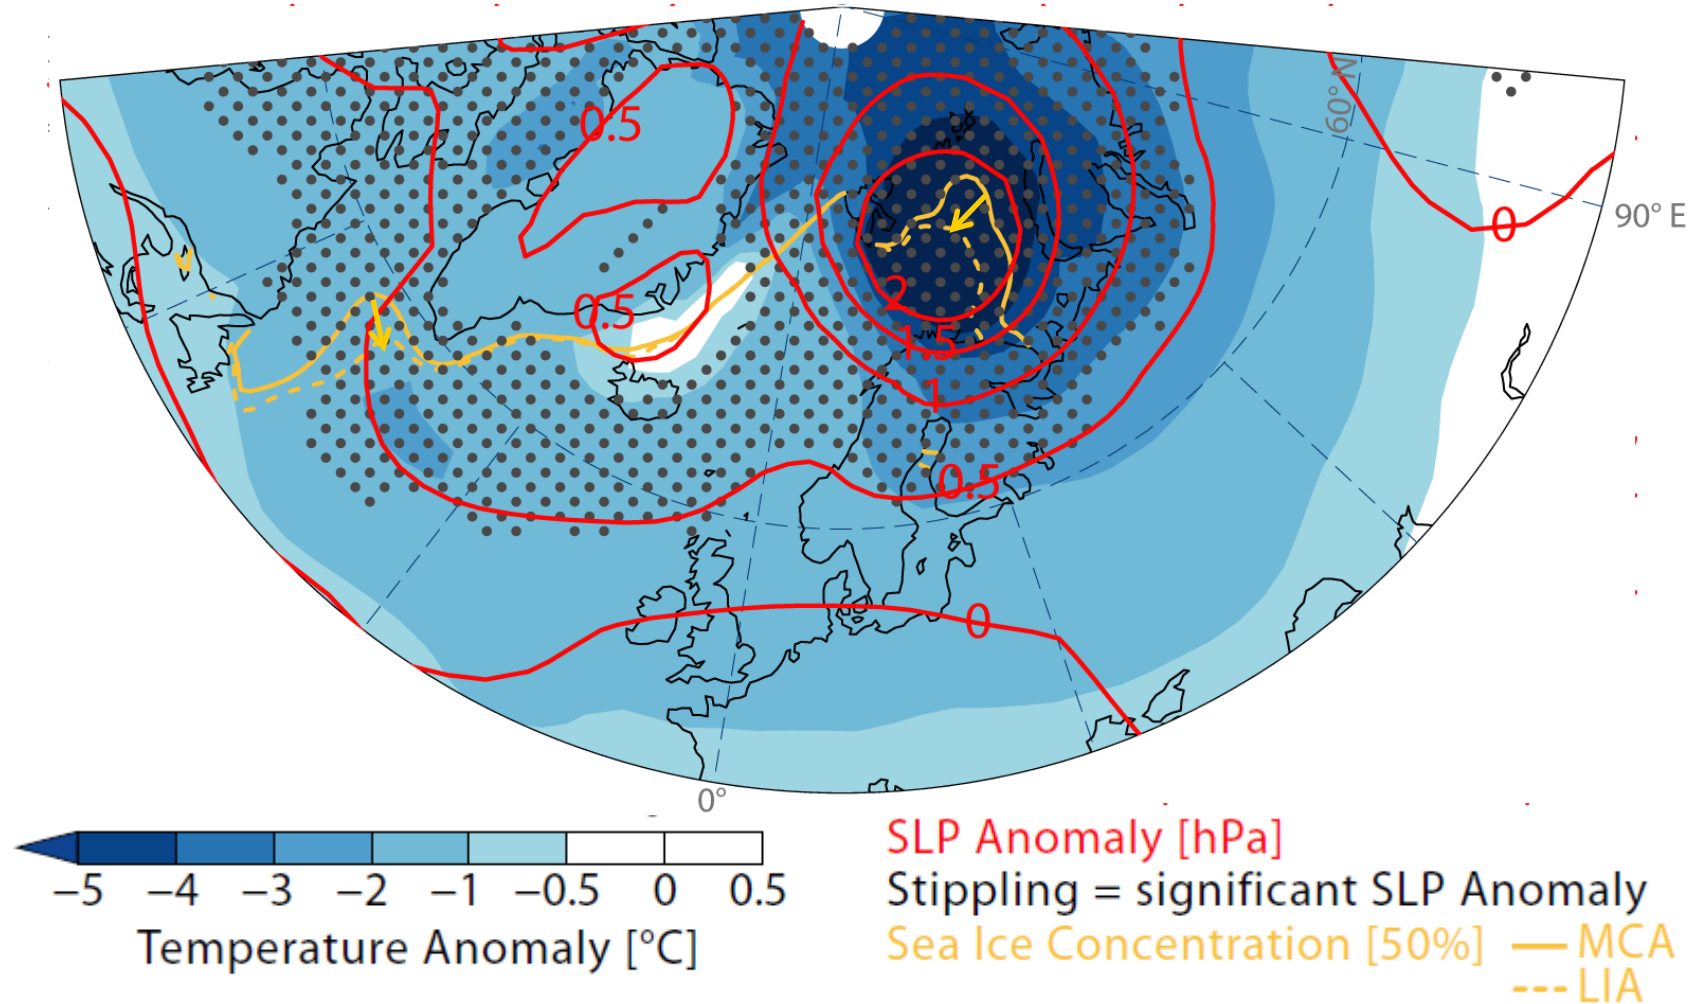 0.5
60°N
90° E
0
0.5
2
1.5
1
0.5
0
0°
−5 −4 −3 −2 −1 −0.5 0 0.5
Temperature Anomaly [°C]
SLP Anomaly [hPa]
Stippling = significant SLP Anomaly
Sea Ice Concentration [50%] MCA
LIA